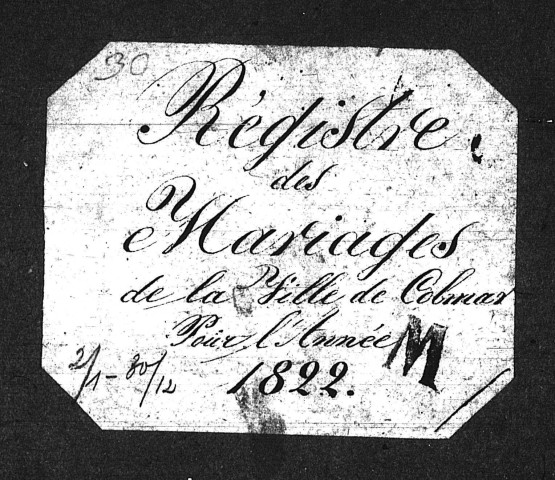 30
Régistre.
des
Mariages
de la Ville de Colmar
Pour l'Année
M
2/1 - 30/12
1822.